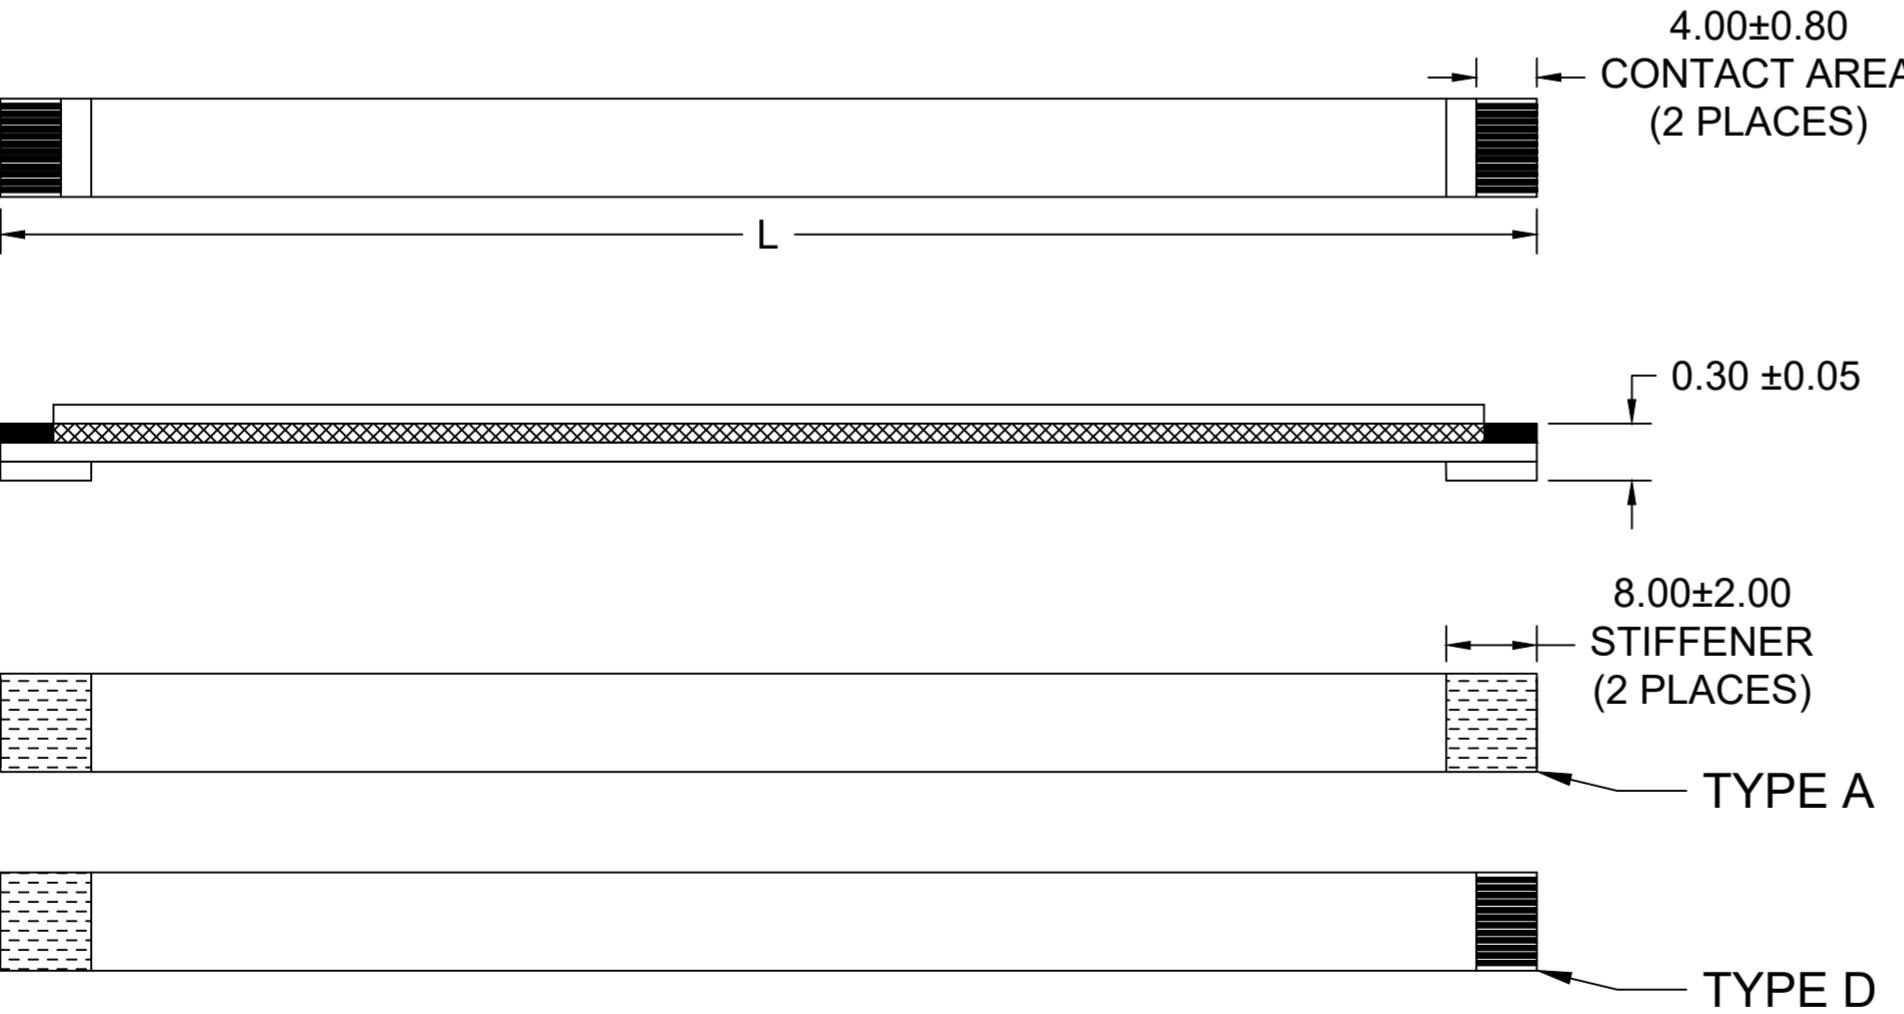 4.00±0.80
CONTACT AREA
(2 PLACES)
L
0.30 ±0.05
8.00±2.00
STIFFENER
(2 PLACES)
TYPE A
TYPE D